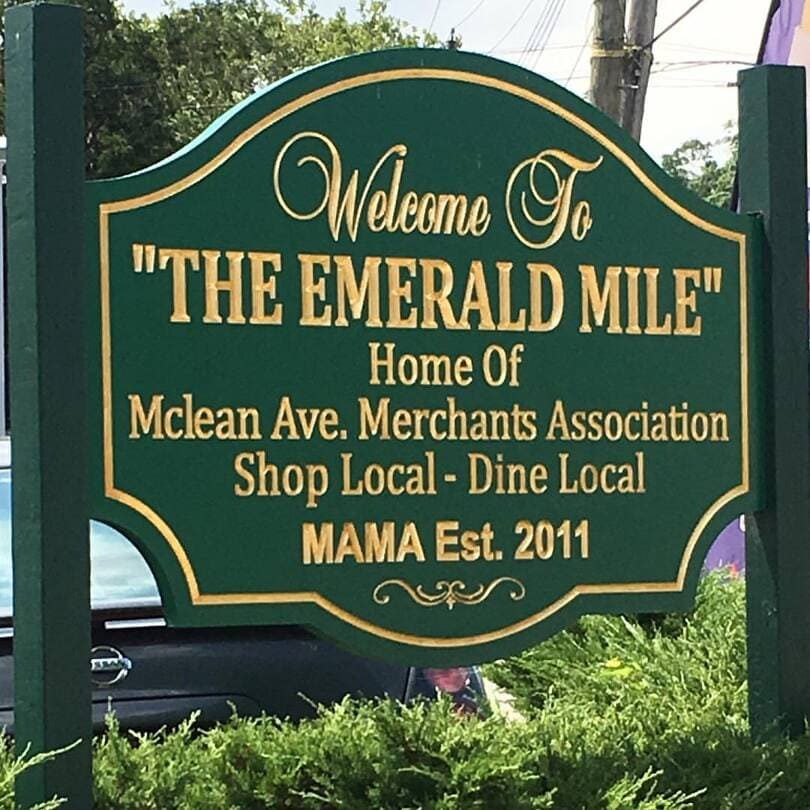 Welcome To
"THE EMERALD MILE"
Home Of
Mclean Ave. Merchants Association
Shop Local - Dine Local
MAMA Est. 2011